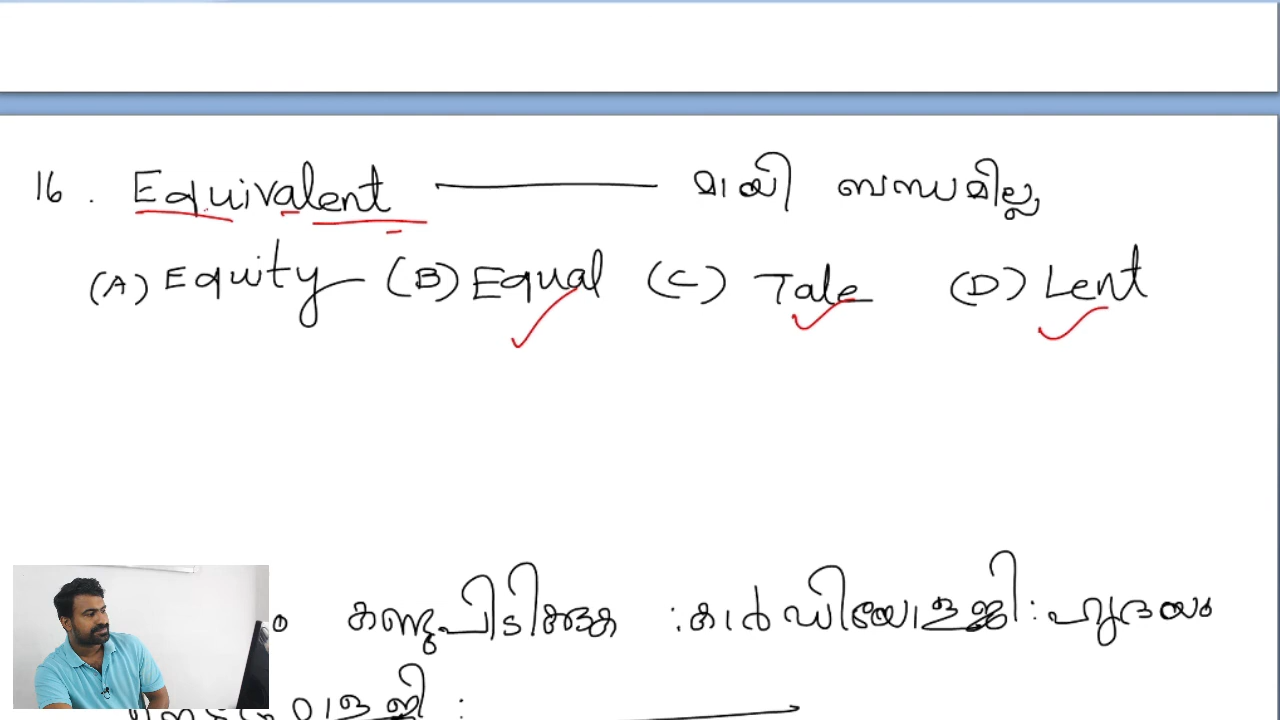 16. Equivalent ——— മായി ബന്ധമില്ല
(A) Equity (B) Equal (C) Tale (D) Lent
കണ്ടുപിടിക്കുക :കാർഡിയോളജി:ഹൃദയം
: